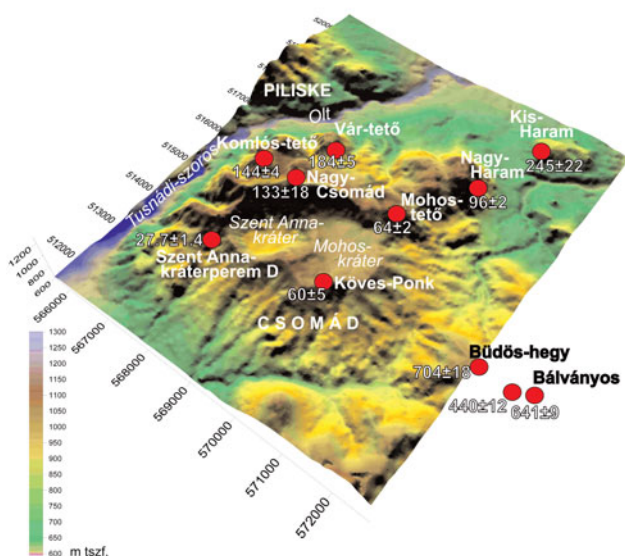 PILISKE
Olt
Tusnádi-szoros
Komlós-tető
144±4
Vár-tető
184±5
Nagy-
Csomád
133±18
Kis-
Haram
245±22
Nagy-
Haram
96±2
Mohos-
tető
64±2
27.7±1.4
Szent Anna-
kráter
Szent Anna-
kráterperem D
Mohos-
kráter
Köves-Ponk
60±5
CSOMÁD
Büdös-hegy
704±18
Bálványos
440±12
641±9
517000
516000
515000
514000
513000
512000
1200
1000
800
600
566000
567000
568000
569000
570000
571000
572000
1300
1200
1100
1000
950
900
850
800
750
700
650
600
m tszf.